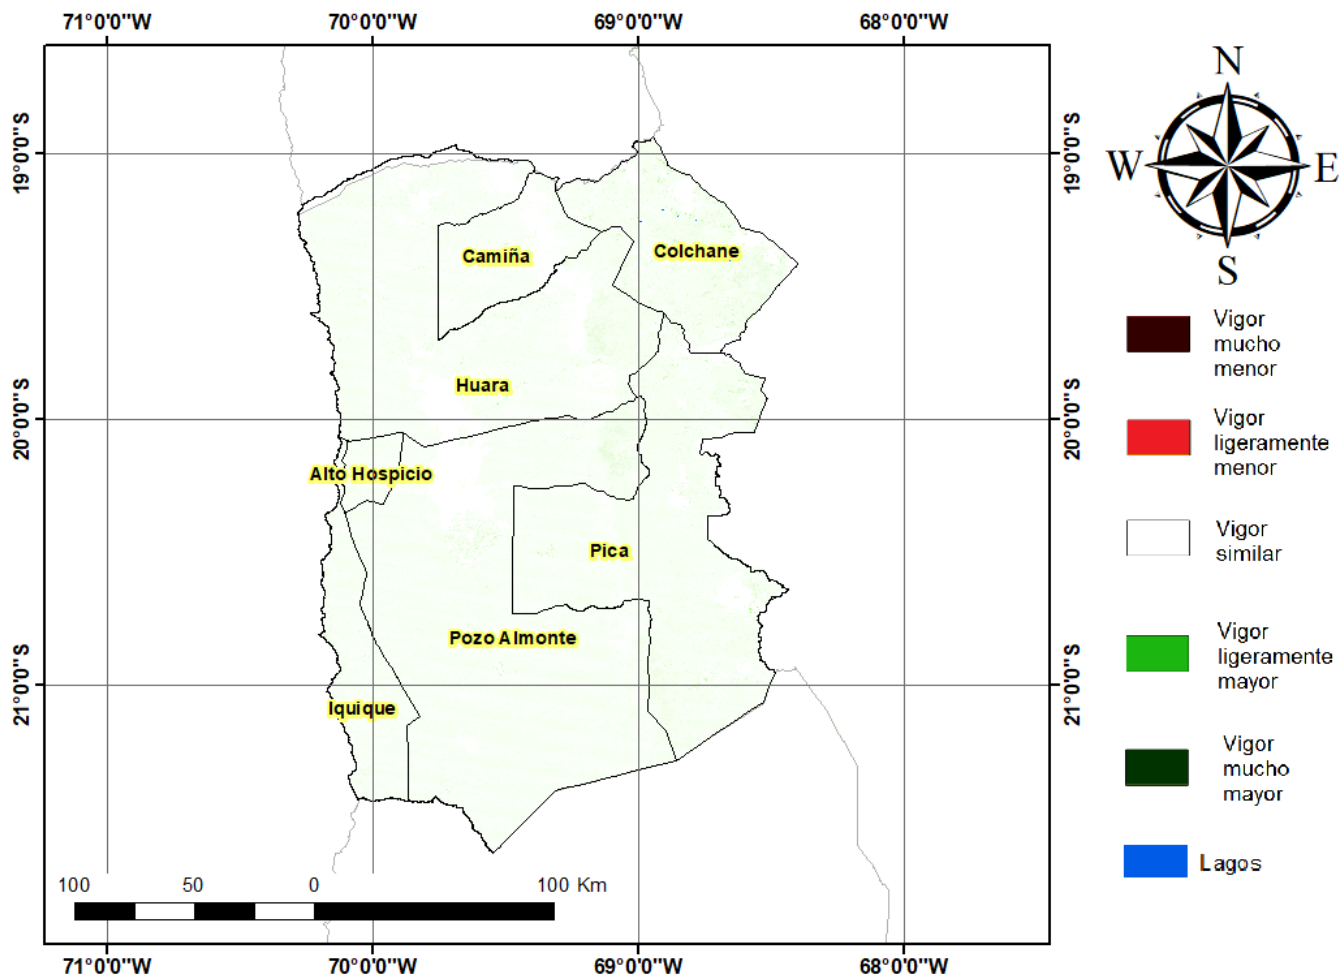 71°0'0"W 70°0'0"W 69°0'0"W 68°0'0"W
N
W E
S
19°0'0"S 19°0'0"S
Camiña Colchane
Vigor
mucho
menor
Huara
20°0'0"S 20°0'0"S
Vigor
ligeramente
menor
Alto Hospicio
Pica
Vigor
similar
Pozo Almonte
Vigor
ligeramente
mayor
21°0'0"S 21°0'0"S
Iquique
Vigor
mucho
mayor
Lagos
100 50 0 100 Km
71°0'0"W 70°0'0"W 69°0'0"W 68°0'0"W